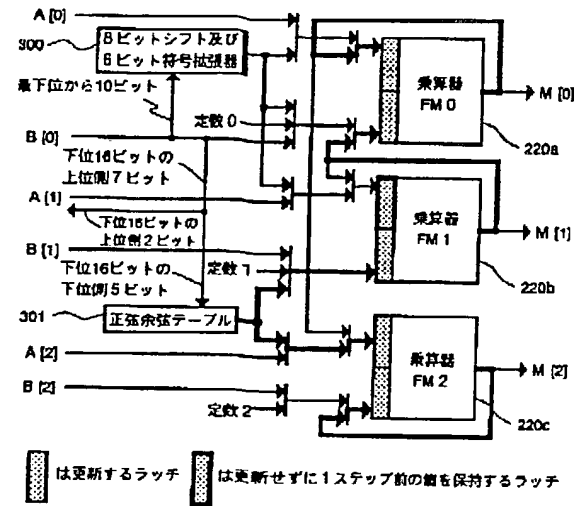 A [0]
300
8ビットシフト及び
6ビット符号拡張器
最下位から10ビット
定数0
B [0]
下位16ビットの
上位側7ビット
A [1]
下位16ビットの
上位側2ビット
B [1]
下位16ビットの
下位側5ビット
定数1
301
正弦余弦テーブル
A [2]
B [2]
定数2
乗算器
FM 0
M [0]
220a
乗算器
FM 1
M [1]
220b
乗算器
FM 2
M [2]
220c
は更新するラッチ
は更新せずに1ステップ前の値を保持するラッチ